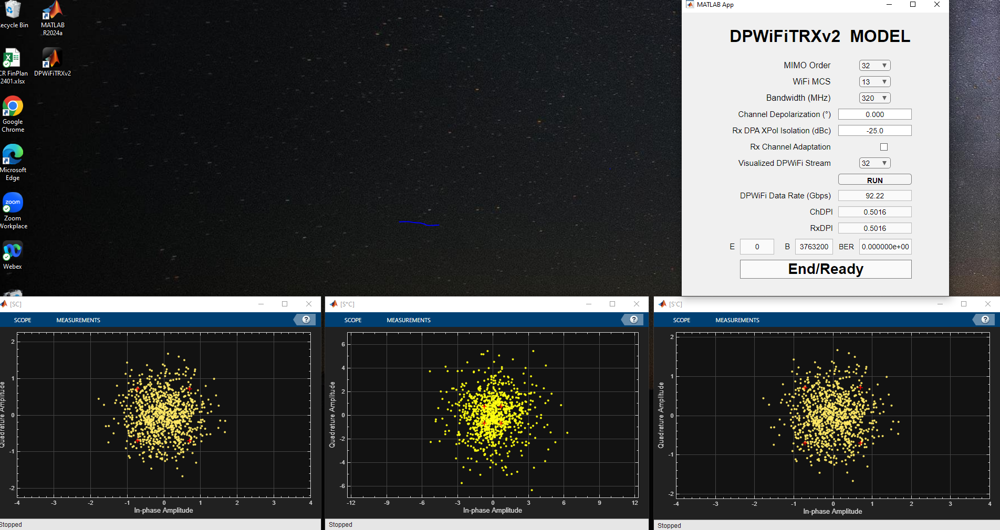 ecycle Bin
MATLAB
R2024a
CR FinPlan
2401.xlsx
DPWiFiTRXv2
Google
Chrome
Microsoft
Edge
zoom
Zoom
Workplace
Webex
MATLAB App
DPWiFiTRXv2 MODEL
MIMO Order 32
WiFi MCS 13
Bandwidth (MHz) 320
Channel Depolarization (°) 0.000
Rx DPA XPol Isolation (dBc) -25.0
Rx Channel Adaptation
Visualized DPWiFi Stream 32
RUN
DPWiFi Data Rate (Gbps) 92.22
ChDPI 0.5016
RxDPI 0.5016
E 0 B 3763200 BER 0.000000e+00
End/Ready
[SC]
SCOPE MEASUREMENTS ?
2
1
0
-1
-2
Quadrature Amplitude
-4 -3 -2 -1 0 1 2 3 4
In-phase Amplitude
Stopped
[S*C]
SCOPE MEASUREMENTS ?
6
4
2
0
-2
-4
-6
Quadrature Amplitude
-12 -9 -6 -3 0 3 6 9 12
In-phase Amplitude
Stopped
[S'C]
SCOPE MEASUREMENTS ?
2
1
0
-1
-2
Quadrature Amplitude
-4 -3 -2 -1 0 1 2 3 4
In-phase Amplitude
Stopped